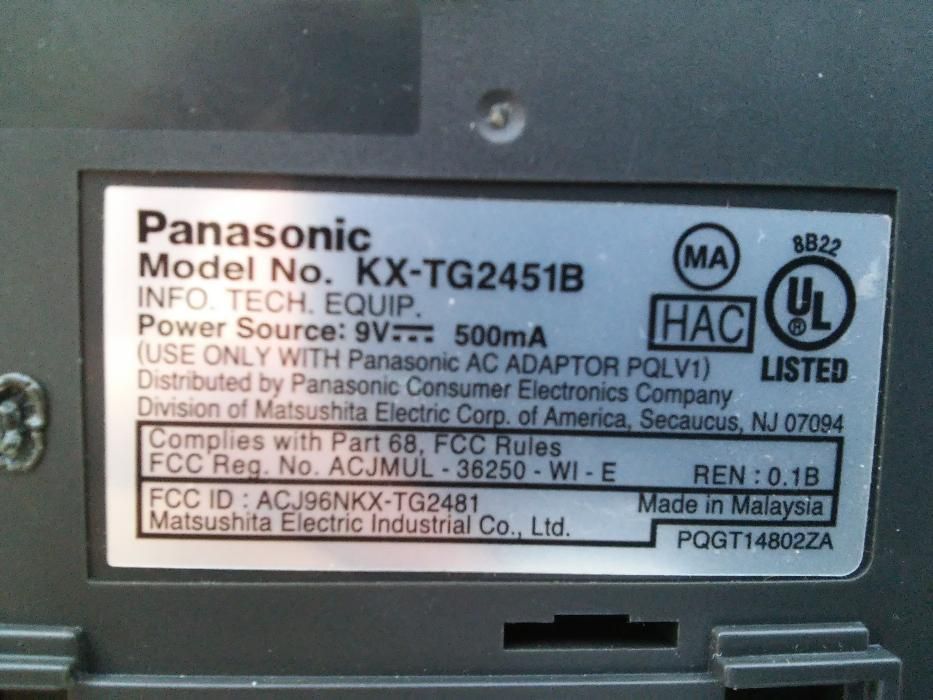 Panasonic
Model No. KX-TG2451B
INFO. TECH. EQUIP.
Power Source: 9V⎓ 500mA
(USE ONLY WITH Panasonic AC ADAPTOR PQLV1)
Distributed by Panasonic Consumer Electronics Company
Division of Matsushita Electric Corp. of America, Secaucus, NJ 07094
MA
HAC
8B22
UL
®
LISTED
Complies with Part 68, FCC Rules
FCC Reg. No. ACJMUL - 36250 - WI - E REN : 0.1B
FCC ID : ACJ96NKX-TG2481 Made in Malaysia
Matsushita Electric Industrial Co., Ltd.
PQGT14802ZA